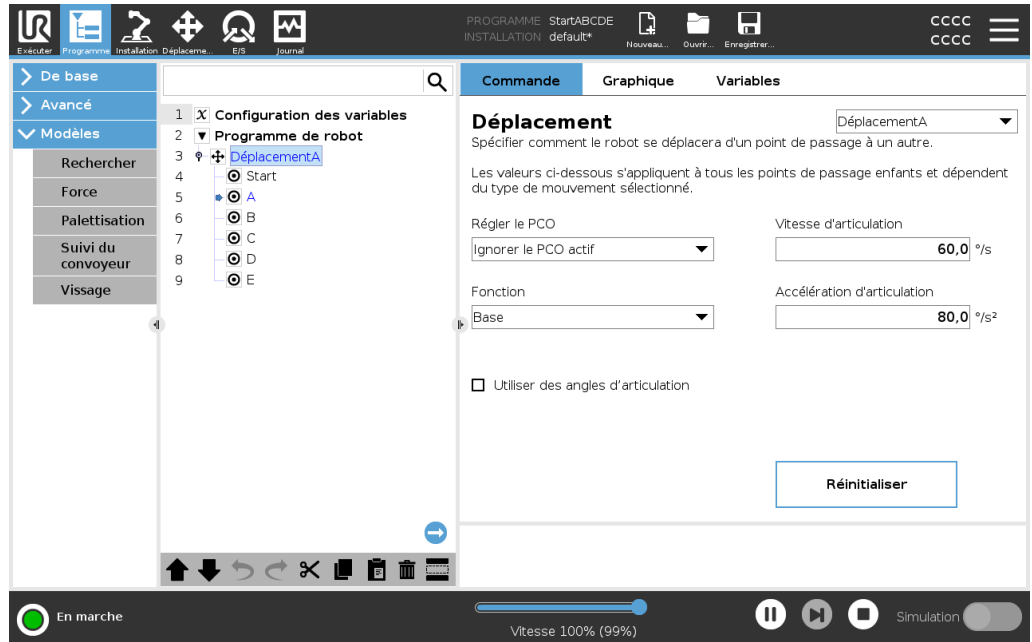 UR
PROGRAMME StartABCDE
INSTALLATION default*
CCCC
CCCC
Exécuter
Programme
Installation
Déplaceme...
E/S
Journal
Nouveau...
Ouvrir...
Enregistrer...
De base
Avancé
Modèles
Rechercher
Force
Palettisation
Suivi du
convoyeur
Vissage
1 X Configuration des variables
2 Programme de robot
3 DéplacementA
4 Start
5 A
6 B
7 C
8 D
9 E
Commande
Graphique
Variables
Déplacement
DéplacementA
Spécifier comment le robot se déplacera d'un point de passage à un autre.
Les valeurs ci-dessous s'appliquent à tous les points de passage enfants et dépendent
du type de mouvement sélectionné.
Régler le PCO
Vitesse d'articulation
Ignorer le PCO actif
60,0 °/s
Fonction
Accélération d'articulation
Base
80,0 °/s²
Utiliser des angles d'articulation
Réinitialiser
En marche
Vitesse 100% (99%)
Simulation